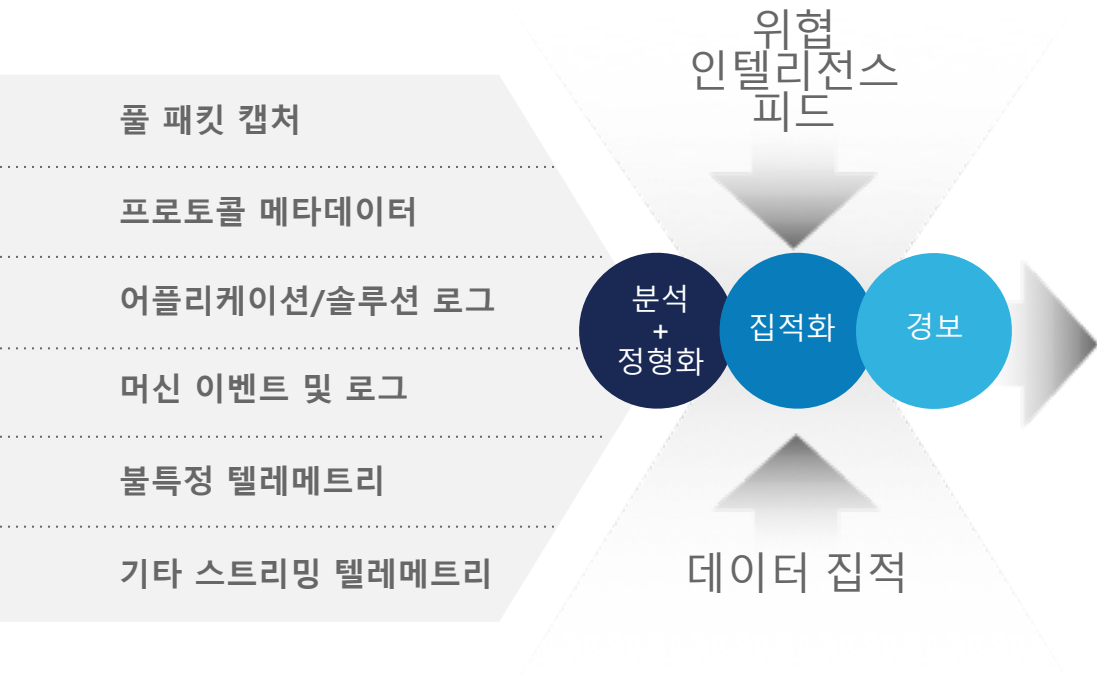 위협
인텔리전스
피드
풀 패킷 캡처
프로토콜 메타데이터
어플리케이션/솔루션 로그
머신 이벤트 및 로그
불특정 텔레메트리
기타 스트리밍 텔레메트리
분석
+
정형화
집적화
경보
데이터 집적